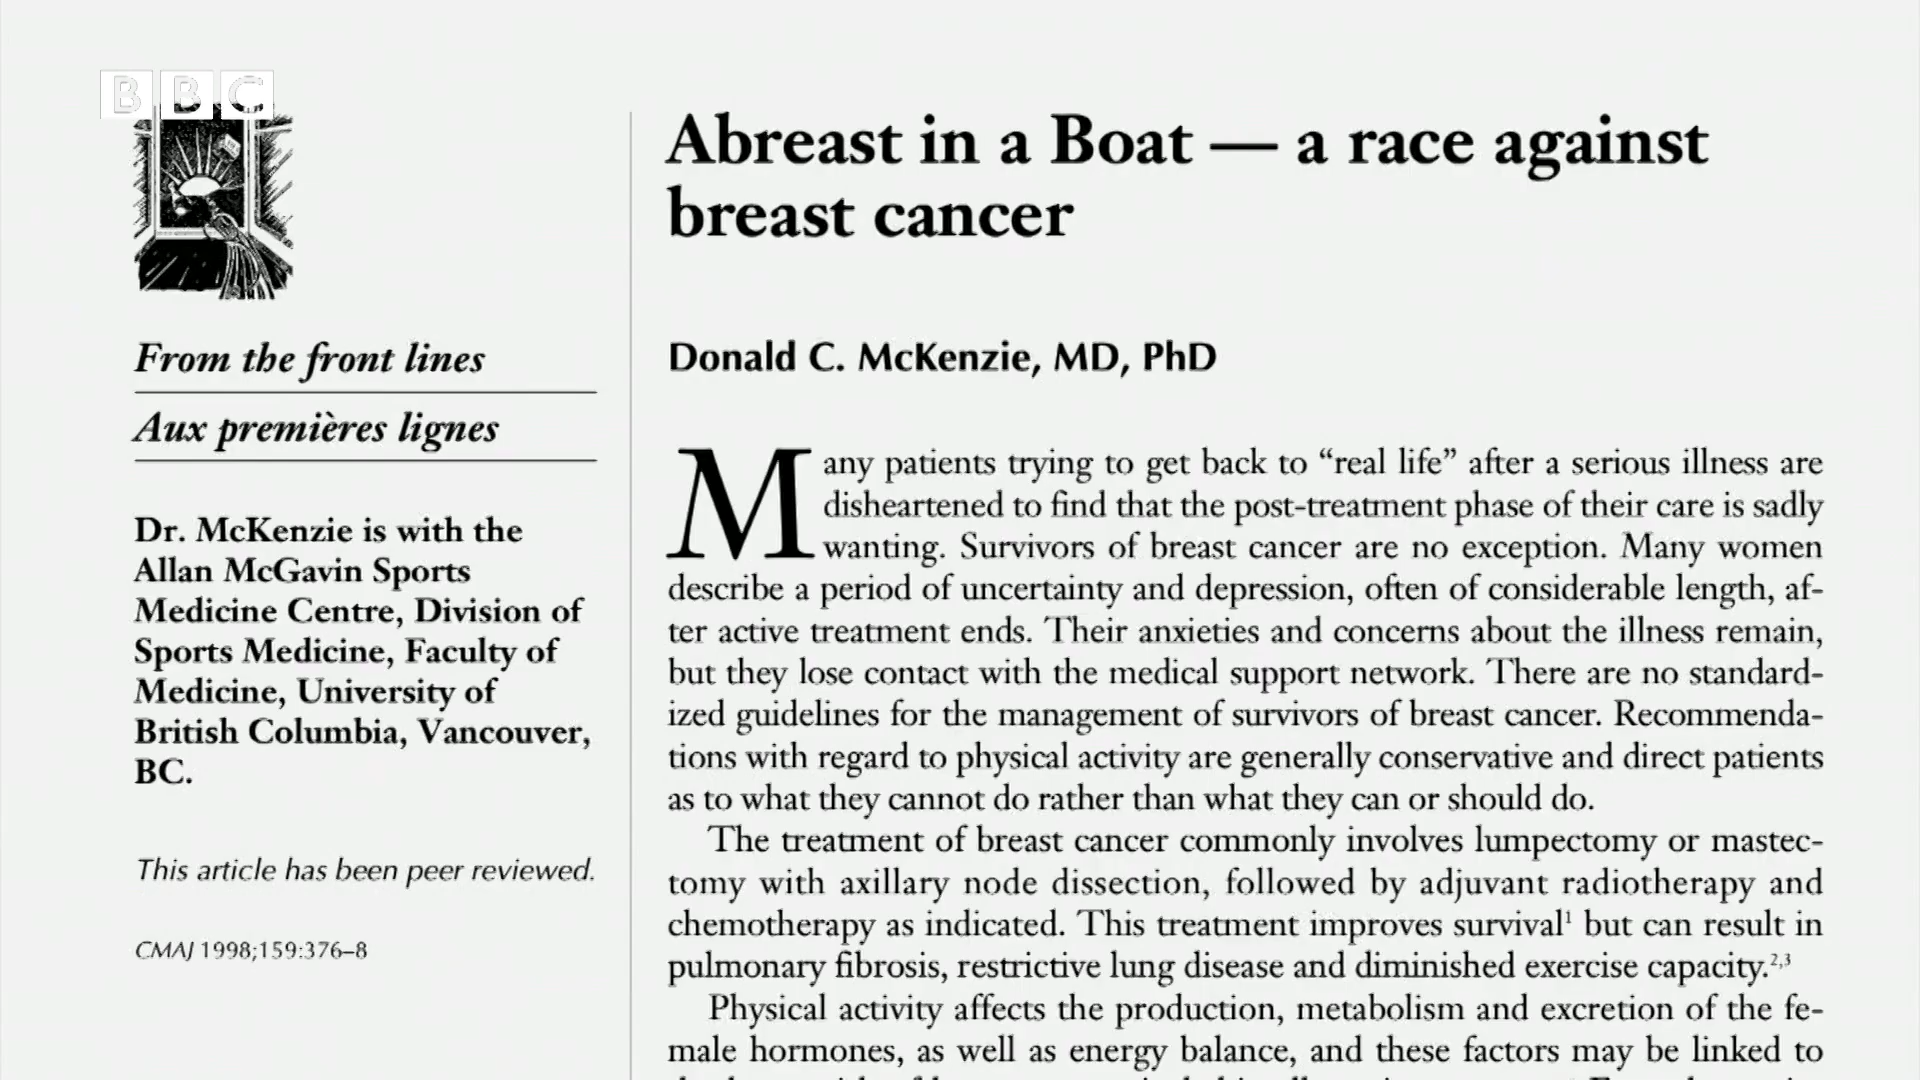 BBC
Abreast in a Boat — a race against
breast cancer
Donald C. McKenzie, MD, PhD
From the front lines
Aux premières lignes
Dr. McKenzie is with the
Allan McGavin Sports
Medicine Centre, Division of
Sports Medicine, Faculty of
Medicine, University of
British Columbia, Vancouver,
BC.
This article has been peer reviewed.
CMAJ 1998;159:376–8
Many patients trying to get back to “real life” after a serious illness are
disheartened to find that the post-treatment phase of their care is sadly
wanting. Survivors of breast cancer are no exception. Many women
describe a period of uncertainty and depression, often of considerable length, af-
ter active treatment ends. Their anxieties and concerns about the illness remain,
but they lose contact with the medical support network. There are no standard-
ized guidelines for the management of survivors of breast cancer. Recommenda-
tions with regard to physical activity are generally conservative and direct patients
as to what they cannot do rather than what they can or should do.
The treatment of breast cancer commonly involves lumpectomy or mastec-
tomy with axillary node dissection, followed by adjuvant radiotherapy and
chemotherapy as indicated. This treatment improves survival¹ but can result in
pulmonary fibrosis, restrictive lung disease and diminished exercise capacity.²,³
Physical activity affects the production, metabolism and excretion of the fe-
male hormones, as well as energy balance, and these factors may be linked to